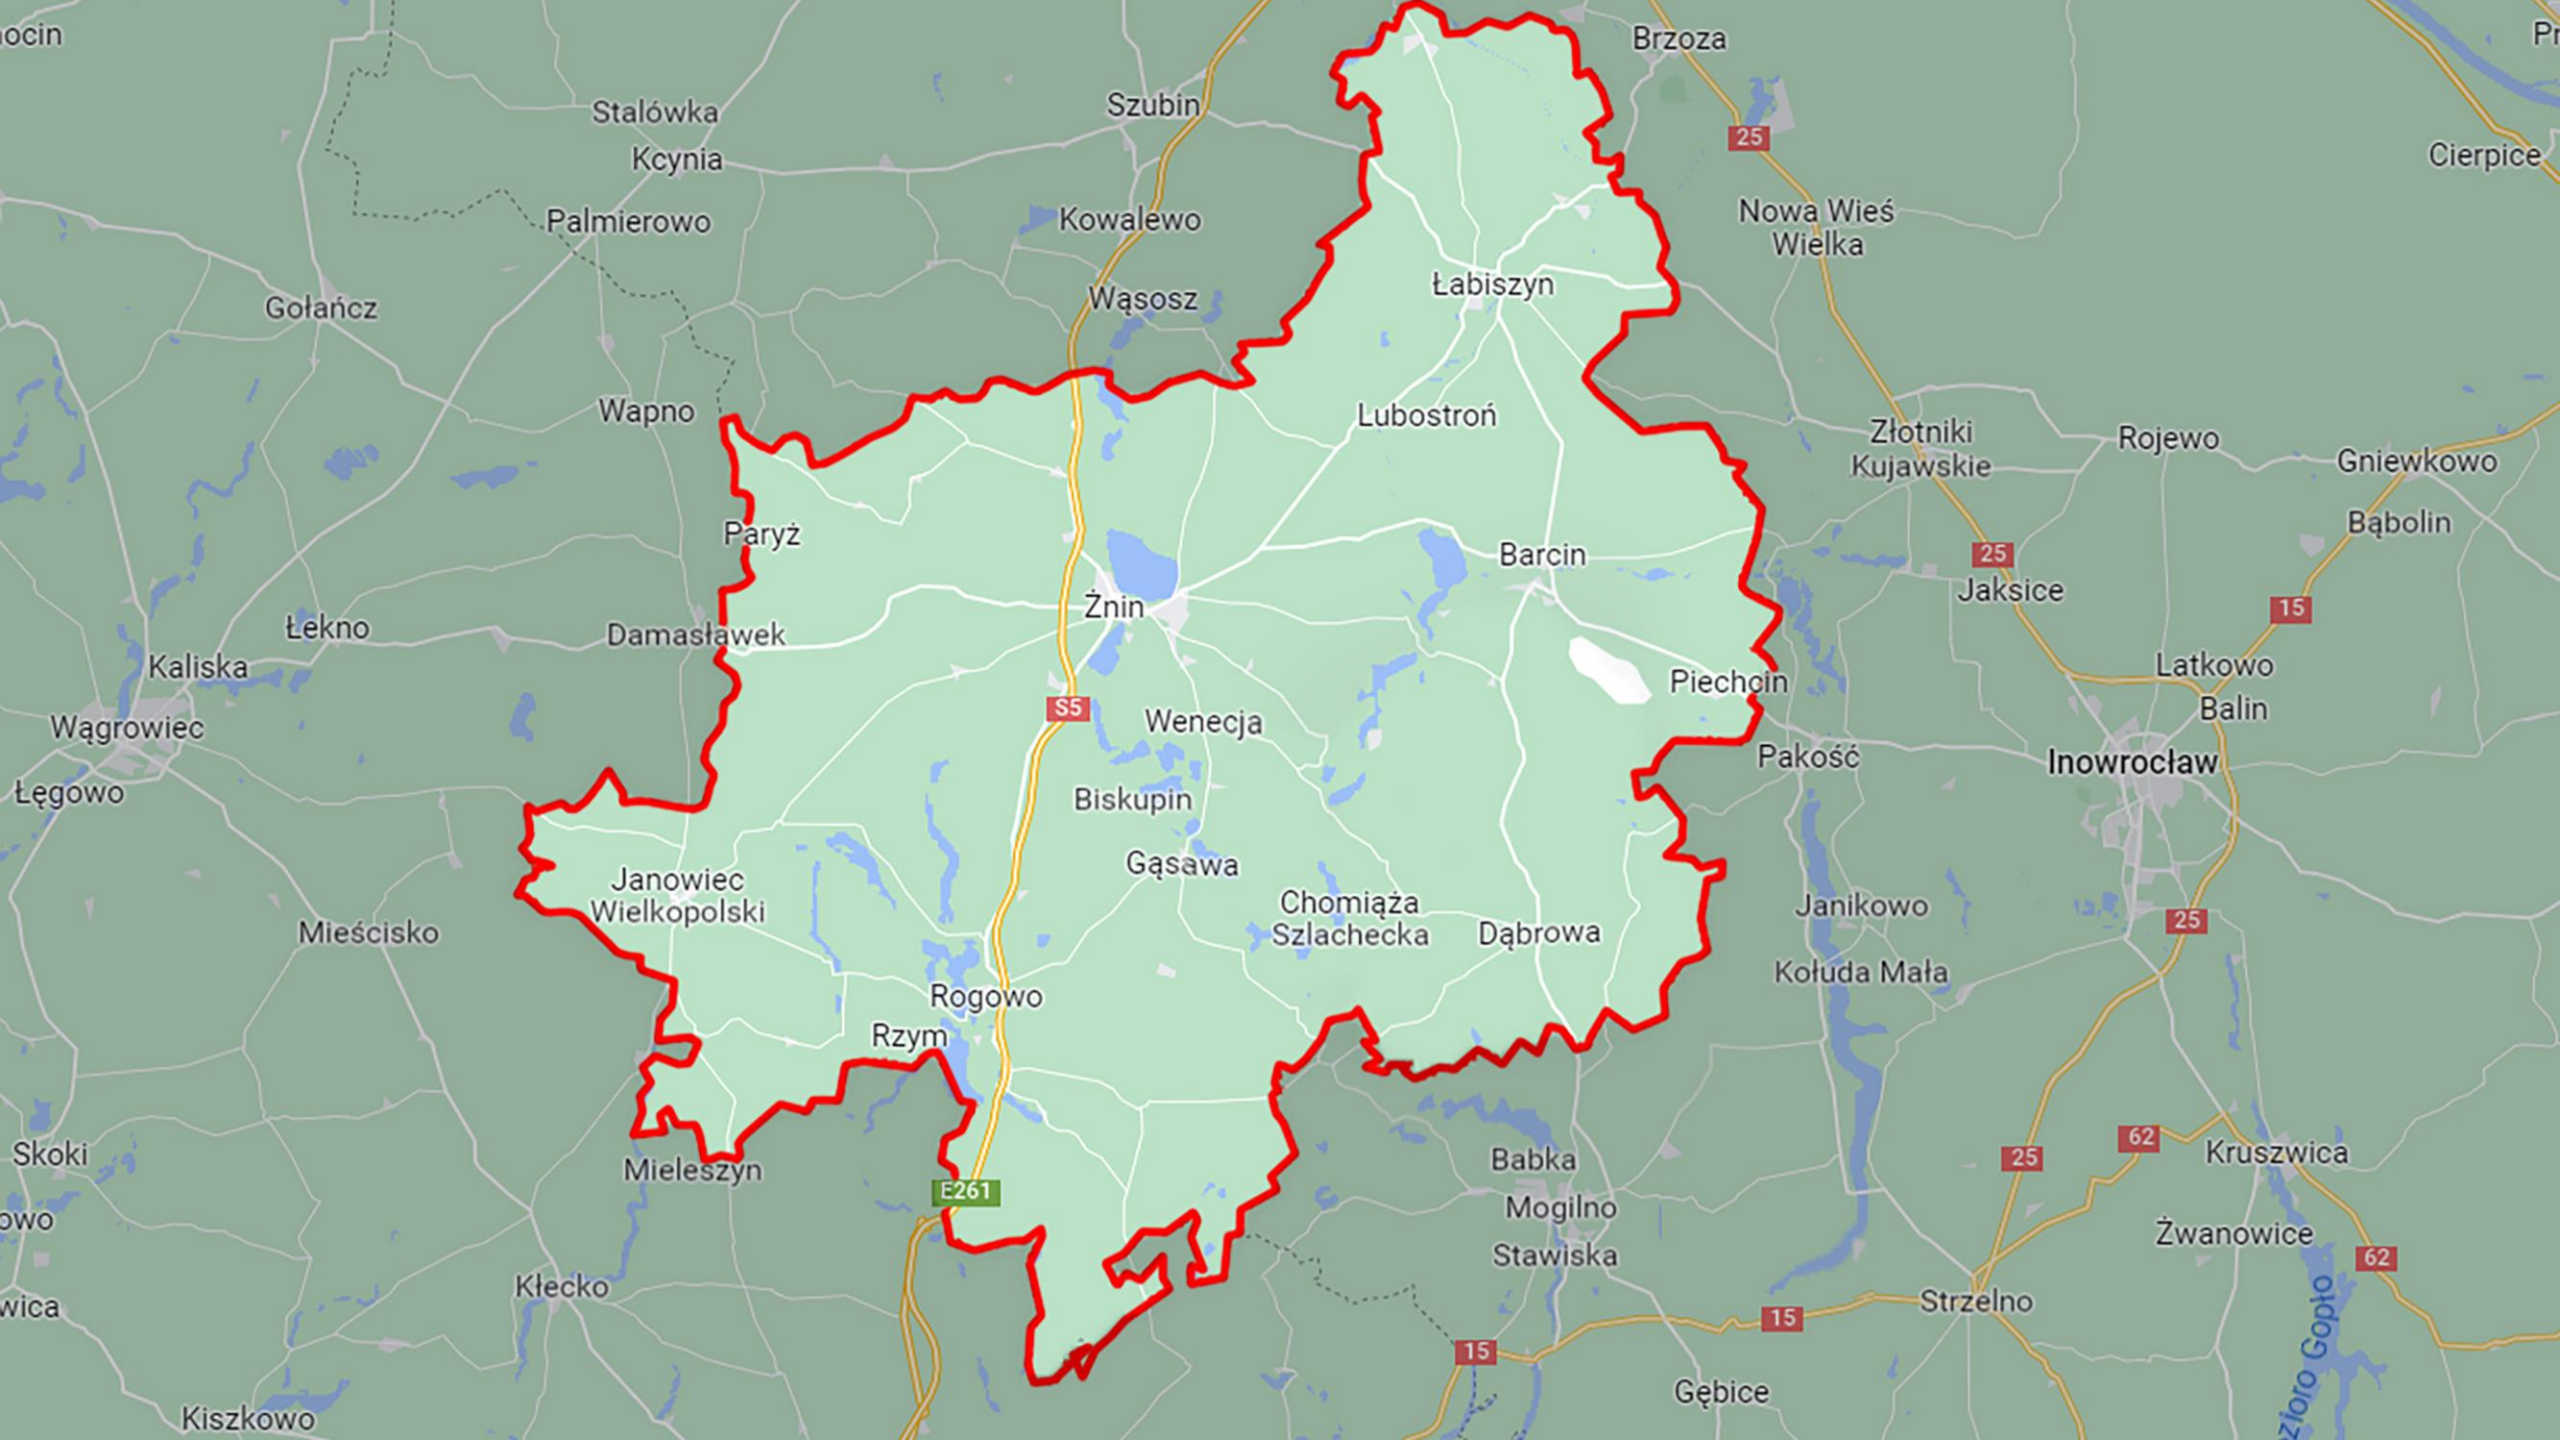 Brzoza
Stalówka
Szubin
25
Kcynia
Cierpice
Nowa Wieś
Wielka
Palmierowo
Kowalewo
Łabiszyn
Wąsosz
Gołańcz
Wapno
Lubostroń
Złotniki
Kujawskie
Rojewo
Gniewkowo
Bąbolin
Paryż
Barcin
25
Jaksice
15
Żnin
Łekno
Damasławek
Kaliska
Latkowo
Piechcin
S5
Balin
Wągrowiec
Wenecja
Pakość
Inowrocław
Łęgowo
Biskupin
Gąsawa
Janowiec
Wielkopolski
Chomiąża
Szlachecka
Dąbrowa
Janikowo
25
Mieścisko
Kołuda Mała
Rogowo
Rzym
62
Skoki
Mieleszyn
Babka
25
Kruszwica
E261
Mogilno
Żwanowice
Stawiska
62
Kłecko
Strzelno
15
15
Gębice
Kiszkowo